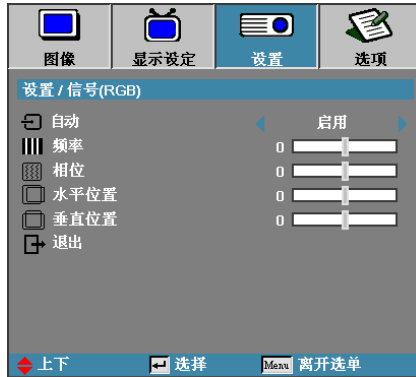 图像 显示设定 设置 选项
设置 / 信号(RGB)
自动 启用
频率 0
相位 0
水平位置 0
垂直位置 0
退出
上下 选择 Menu 离开选单